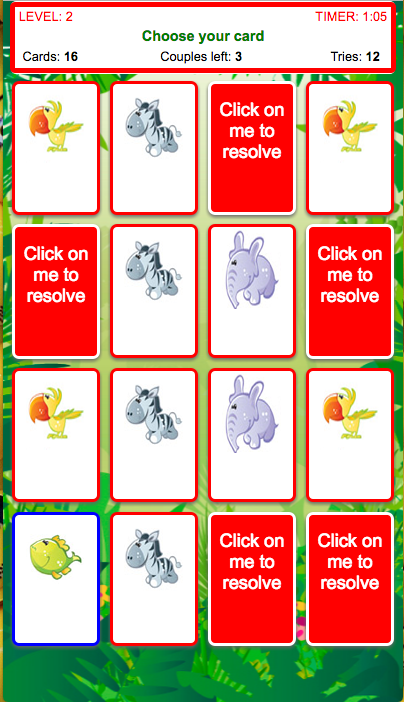 LEVEL: 2 TIMER: 1:05
Choose your card
Cards: 16 Couples left: 3 Tries: 12
Click on
me to
resolve
Click on
me to
resolve
Click on
me to
resolve
Click on
me to
resolve
Click on
me to
resolve